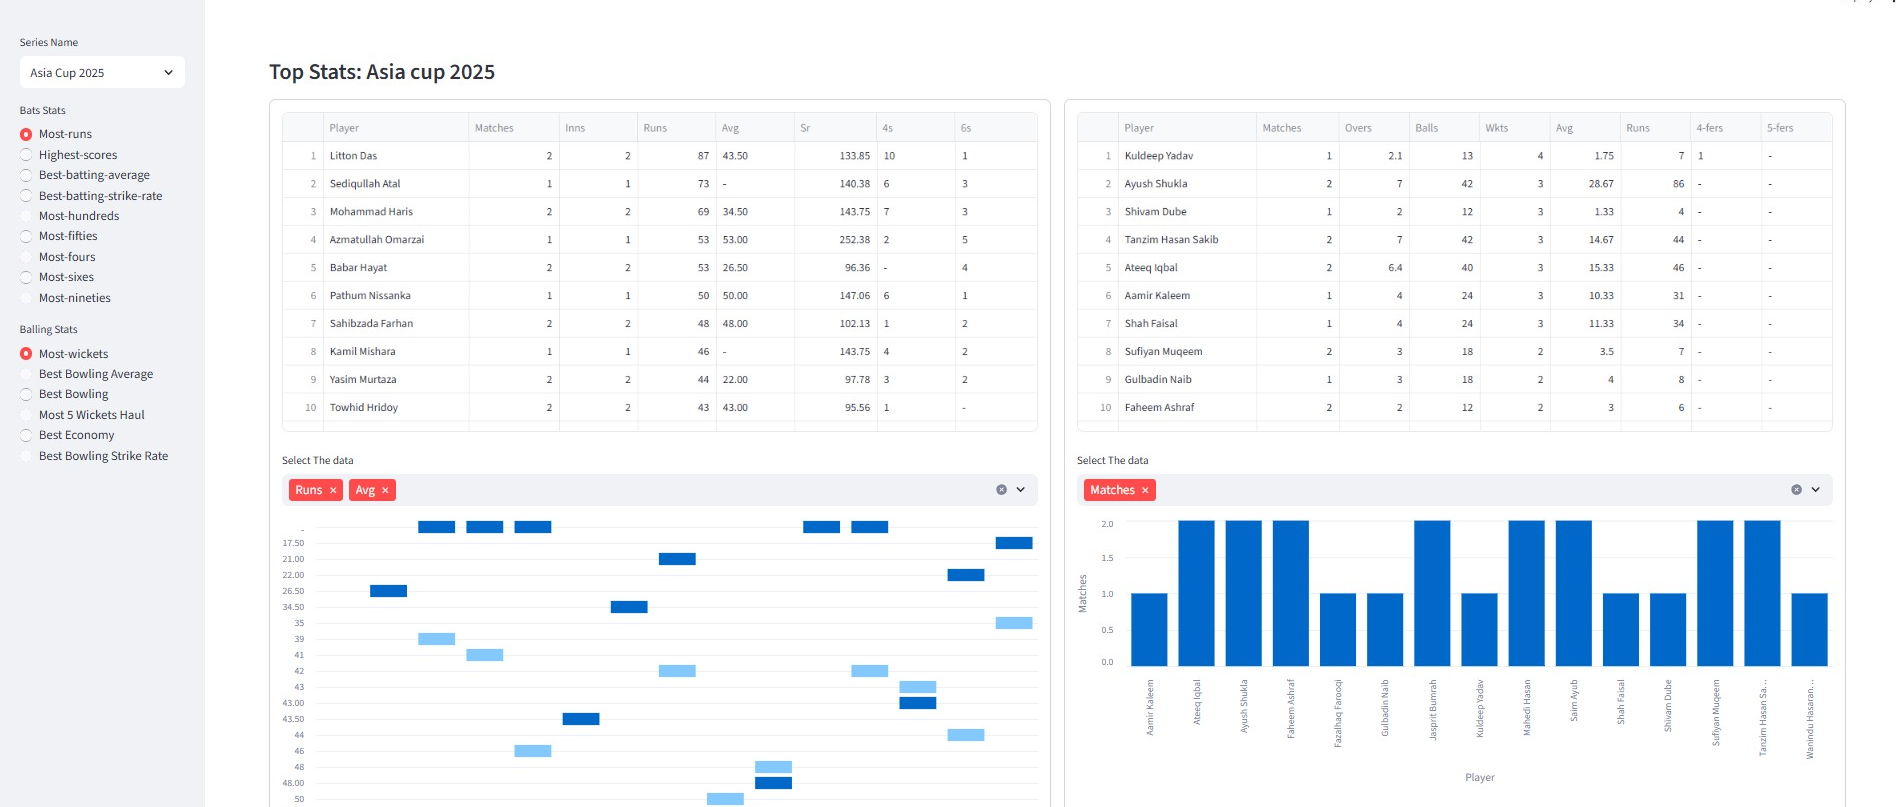 Series Name
Asia Cup 2025
Bats Stats
Most-runs
Highest-scores
Best-batting-average
Best-batting-strike-rate
Most-hundreds
Most-fifties
Most-fours
Most-sixes
Most-nineties
Balling Stats
Most-wickets
Best Bowling Average
Best Bowling
Most 5 Wickets Haul
Best Economy
Best Bowling Strike Rate
Top Stats: Asia cup 2025
Player Matches Inns Runs Avg Sr 4s 6s
1 Litton Das 2 2 87 43.50 133.85 10 1
2 Sediqullah Atal 1 1 73 - 140.38 6 3
3 Mohammad Haris 2 2 69 34.50 143.75 7 3
4 Azmatullah Omarzai 1 1 53 53.00 252.38 2 5
5 Babar Hayat 2 2 53 26.50 96.36 - 4
6 Pathum Nissanka 1 1 50 50.00 147.06 6 1
7 Sahibzada Farhan 2 2 48 48.00 102.13 1 2
8 Kamil Mishara 1 1 46 - 143.75 4 2
9 Yasim Murtaza 2 2 44 22.00 97.78 3 2
10 Towhid Hridoy 2 2 43 43.00 95.56 1 -
Select The data
Runs × Avg ×
-
17.50
21.00
22.00
26.50
34.50
35
39
41
42
43
43.00
43.50
44
46
48
48.00
50
Player Matches Overs Balls Wkts Avg Runs 4-fers 5-fers
1 Kuldeep Yadav 1 2.1 13 4 1.75 7 1 -
2 Ayush Shukla 2 7 42 3 28.67 86 - -
3 Shivam Dube 1 2 12 3 1.33 4 - -
4 Tanzim Hasan Sakib 2 7 42 3 14.67 44 - -
5 Ateeq Iqbal 2 6.4 40 3 15.33 46 - -
6 Aamir Kaleem 1 4 24 3 10.33 31 - -
7 Shah Faisal 1 4 24 3 11.33 34 - -
8 Sufiyan Muqeem 2 3 18 2 3.5 7 - -
9 Gulbadin Naib 1 3 18 2 4 8 - -
10 Faheem Ashraf 2 2 12 2 3 6 - -
Select The data
Matches ×
Matches
2.0
1.5
1.0
0.5
0.0
Aamir Kaleem
Ateeq Iqbal
Ayush Shukla
Faheem Ashraf
Fazalhaq Farooqi
Gulbadin Naib
Jasprit Bumrah
Kuldeep Yadav
Mahedi Hasan
Saim Ayub
Shah Faisal
Shivam Dube
Sufiyan Muqeem
Tanzim Hasan Sa…
Wanindu Hasaran…
Player